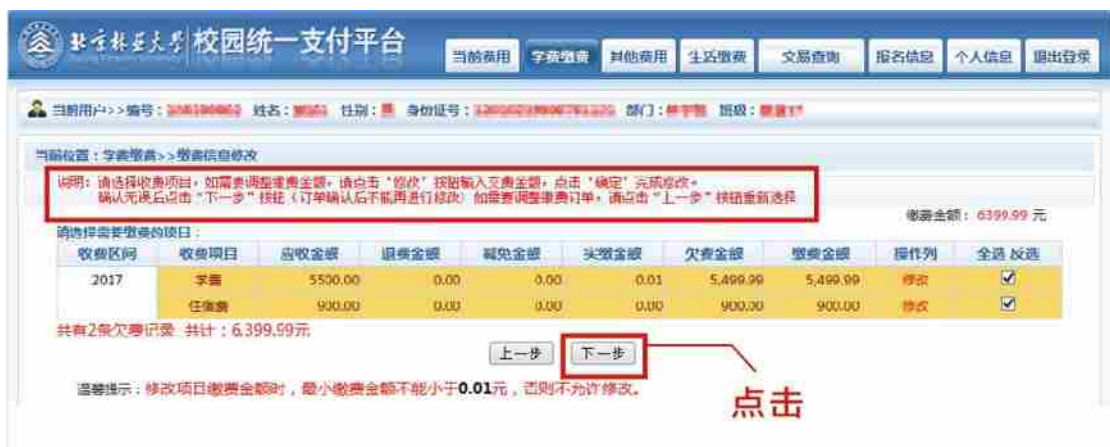 北京林业大学 校园统一支付平台
当前费用 学费缴费 其他费用 生活缴费 交易查询 报名信息 个人信息 退出登录
当前用户>>编号： 姓名： 性别： 身份证号： 部门： 班级：
当前位置：学费缴费>>缴费信息修改
说明：请选择收费项目，如需要调整缴费金额，请点击“修改”按钮输入交费金额，点击“确定”完成修改。
确认无误后点击“下一步”按钮（订单确认后不能再进行修改）如需要调整缴费订单，请点击“上一步”按钮重新选择
缴费金额：6399.99 元
请选择需要缴费的项目：
收费区间 收费项目 应收金额 退费金额 减免金额 实缴金额 欠费金额 缴费金额 操作列 全选 反选
2017 学费 5500.00 0.00 0.00 0.01 5,499.99 5,499.99 修改
住宿费 900.00 0.00 0.00 0.00 900.00 900.00 修改
共有2条欠费记录 共计：6,399.99元
上一步 下一步
温馨提示：修改项目缴费金额时，最小缴费金额不能小于0.01元，否则不允许修改。
点击